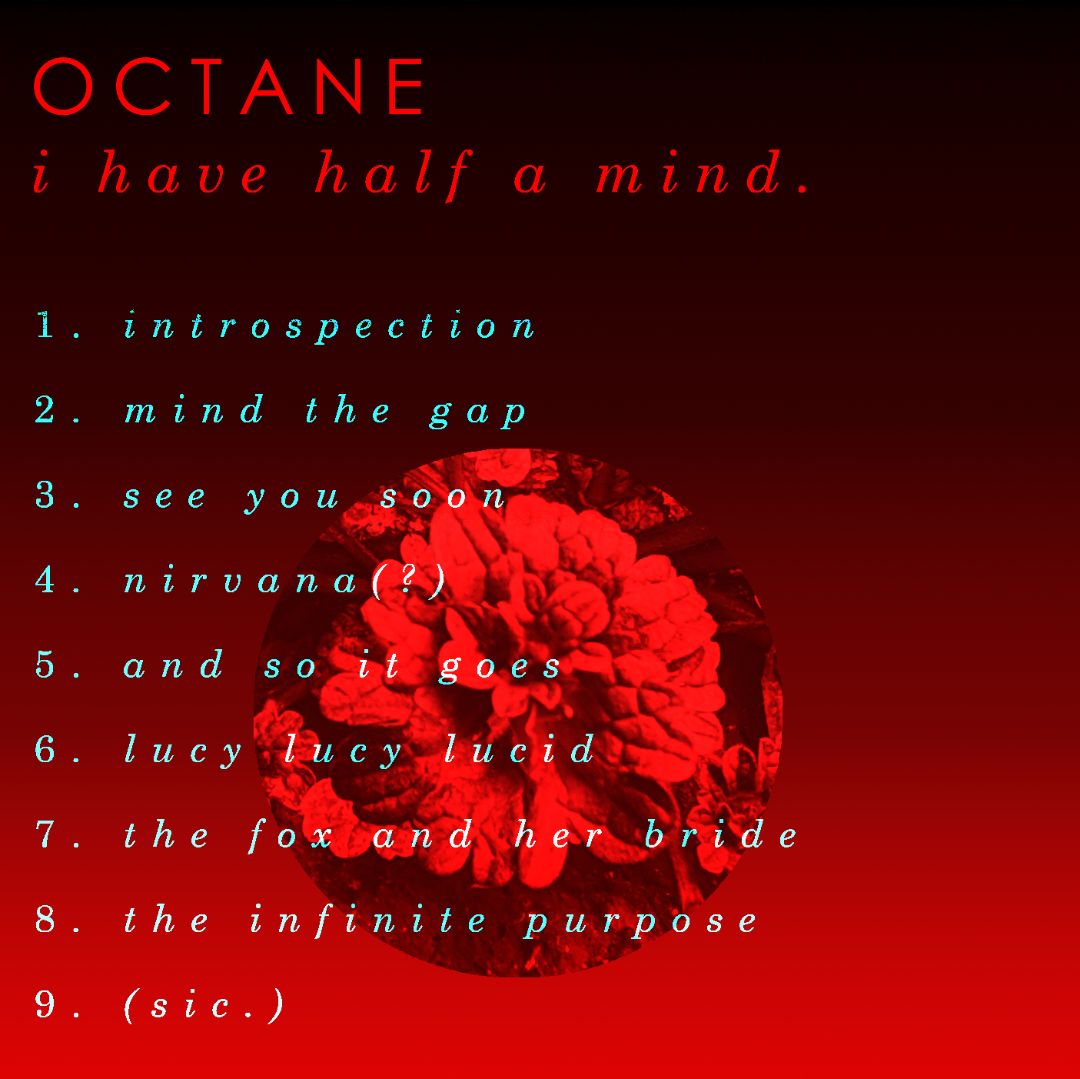 OCTANE
i have half a mind.
1. introspection
2. mind the gap
3. see you soon
4. nirvana(?)
5. and so it goes
6. lucy lucy lucid
7. the fox and her bride
8. the infinite purpose
9. (sic.)